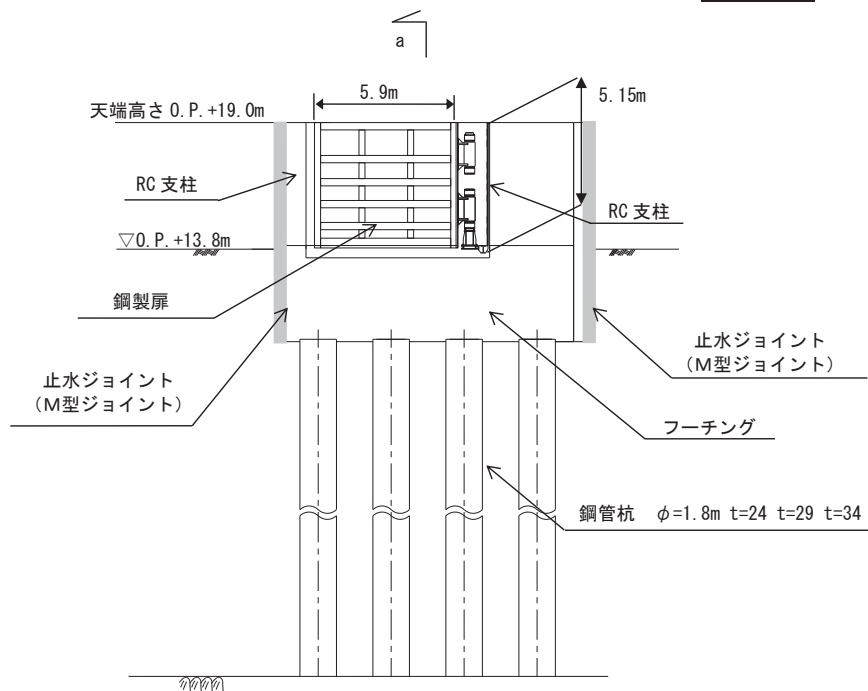 a
5.9m
5.15m
天端高さ O.P.+19.0m
RC 支柱
RC 支柱
▽O.P.+13.8m
鋼製扉
止水ジョイント
（Ｍ型ジョイント）
止水ジョイント
（Ｍ型ジョイント）
フーチング
鋼管杭　φ=1.8m t=24 t=29 t=34